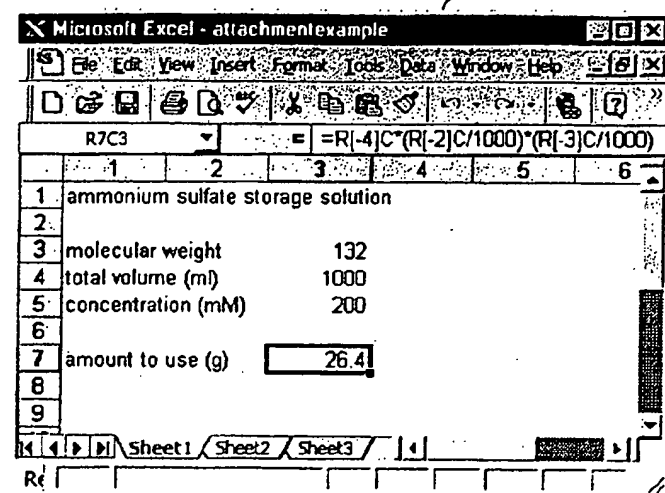 Microsoft Excel - attachmentexample
File Edit View Insert Format Tools Data Window Help
R7C3 = =R[-4]C*(R[-2]C/1000)*(R[-3]C/1000)
1 2 3 4 5 6
1 ammonium sulfate storage solution
2
3 molecular weight 132
4 total volume (ml) 1000
5 concentration (mM) 200
6
7 amount to use (g) 26.4
8
9
Sheet1 Sheet2 Sheet3